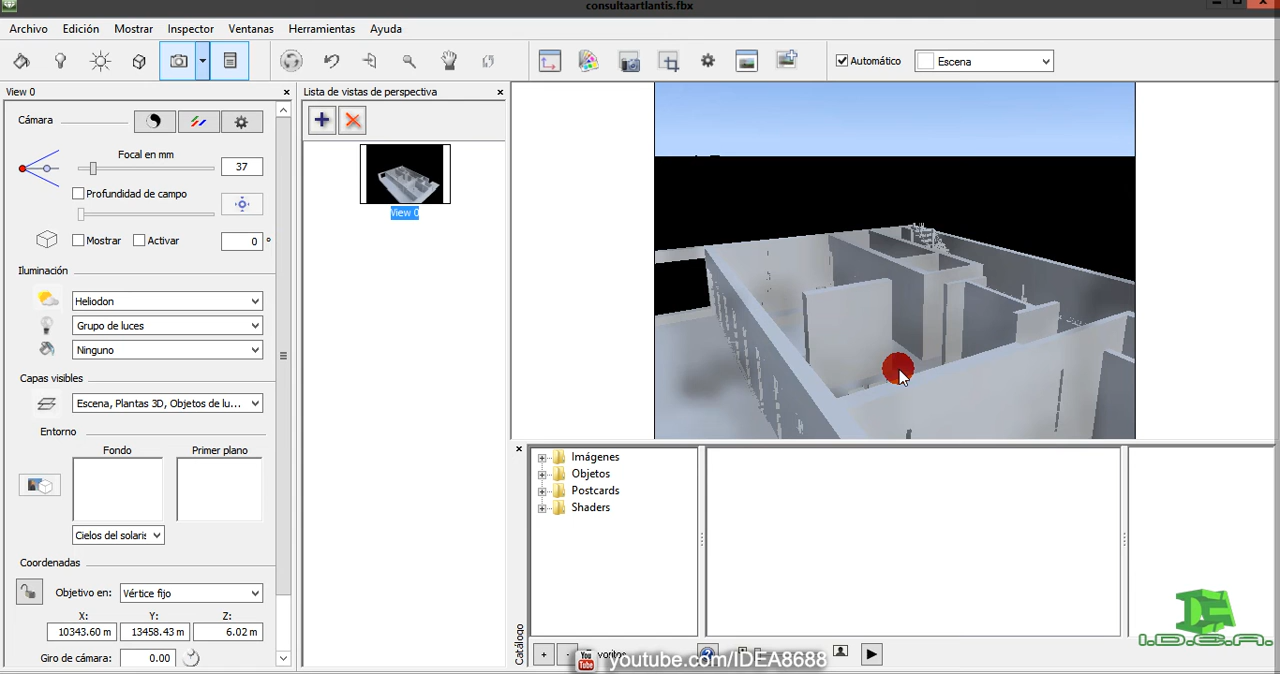 consultaartlantis.fbx
Archivo Edición Mostrar Inspector Ventanas Herramientas Ayuda
Automático
Escena
View 0
Lista de vistas de perspectiva
Cámara
Focal en mm
37
Profundidad de campo
Mostrar
Activar
0 °
Iluminación
Heliodon
Grupo de luces
Ninguno
Capas visibles
Escena, Plantas 3D, Objetos de lu...
Entorno
Fondo
Primer plano
Cielos del solaris
Coordenadas
Objetivo en:
Vértice fijo
X:
Y:
Z:
10343.60 m
13458.43 m
6.02 m
Giro de cámara:
0.00
View 0
Imágenes
Objetos
Postcards
Shaders
Catálogo
voritos
You Tube
youtube.com/IDEA8688
I.D.E.A.